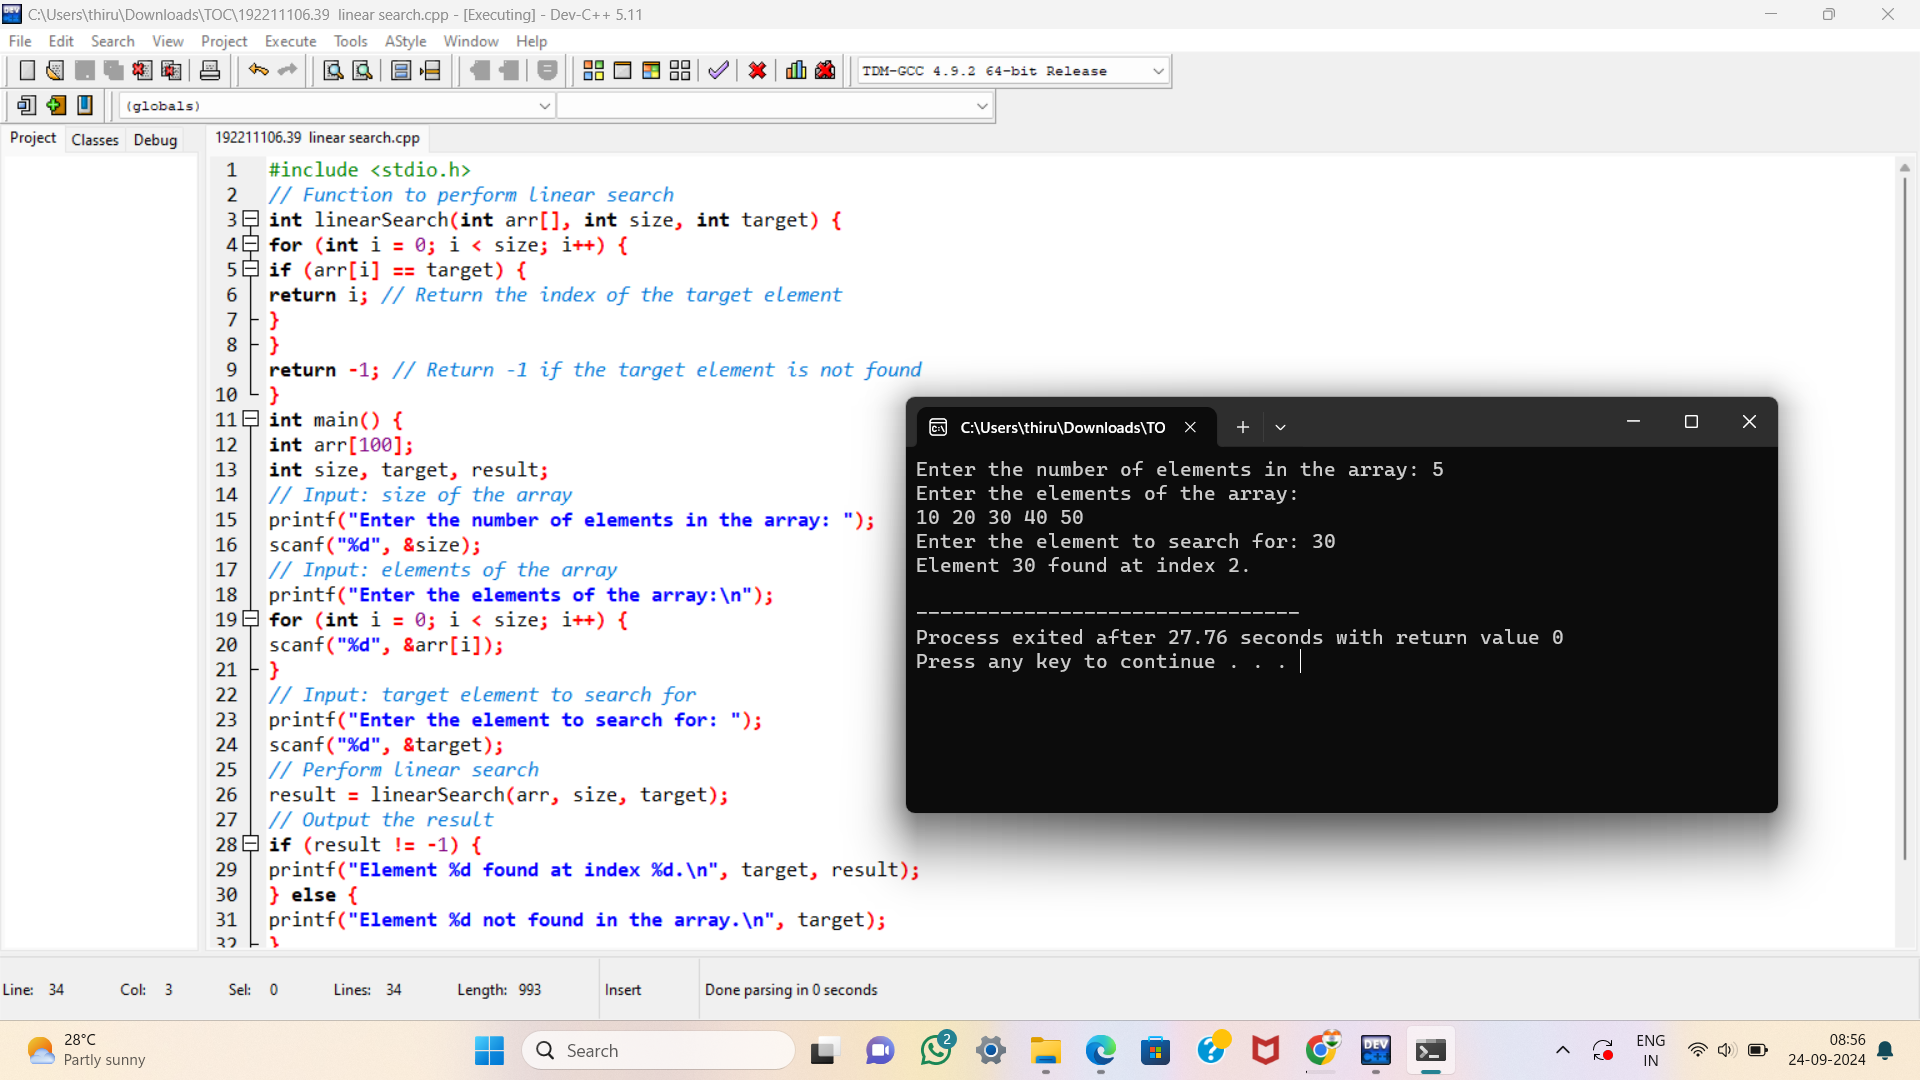 C:\Users\thiru\Downloads\TOC\192211106.39 linear search.cpp - [Executing] - Dev-C++ 5.11
File Edit Search View Project Execute Tools AStyle Window Help
TDM-GCC 4.9.2 64-bit Release
(globals)
Project Classes Debug
192211106.39 linear search.cpp
1 #include <stdio.h>
2 // Function to perform linear search
3 int linearSearch(int arr[], int size, int target) {
4 for (int i = 0; i < size; i++) {
5 if (arr[i] == target) {
6 return i; // Return the index of the target element
7 }
8 }
9 return -1; // Return -1 if the target element is not found
10 }
11 int main() {
12 int arr[100];
13 int size, target, result;
14 // Input: size of the array
15 printf("Enter the number of elements in the array: ");
16 scanf("%d", &size);
17 // Input: elements of the array
18 printf("Enter the elements of the array:\n");
19 for (int i = 0; i < size; i++) {
20 scanf("%d", &arr[i]);
21 }
22 // Input: target element to search for
23 printf("Enter the element to search for: ");
24 scanf("%d", &target);
25 // Perform linear search
26 result = linearSearch(arr, size, target);
27 // Output the result
28 if (result != -1) {
29 printf("Element %d found at index %d.\n", target, result);
30 } else {
31 printf("Element %d not found in the array.\n", target);
32 }
C:\Users\thiru\Downloads\TO
Enter the number of elements in the array: 5
Enter the elements of the array:
10 20 30 40 50
Enter the element to search for: 30
Element 30 found at index 2.
--------------------------------
Process exited after 27.76 seconds with return value 0
Press any key to continue . . .
Line: 34 Col: 3 Sel: 0 Lines: 34 Length: 993 Insert Done parsing in 0 seconds
28°C
Partly sunny
Search
2
DEV
C++
ENG
IN
08:56
24-09-2024